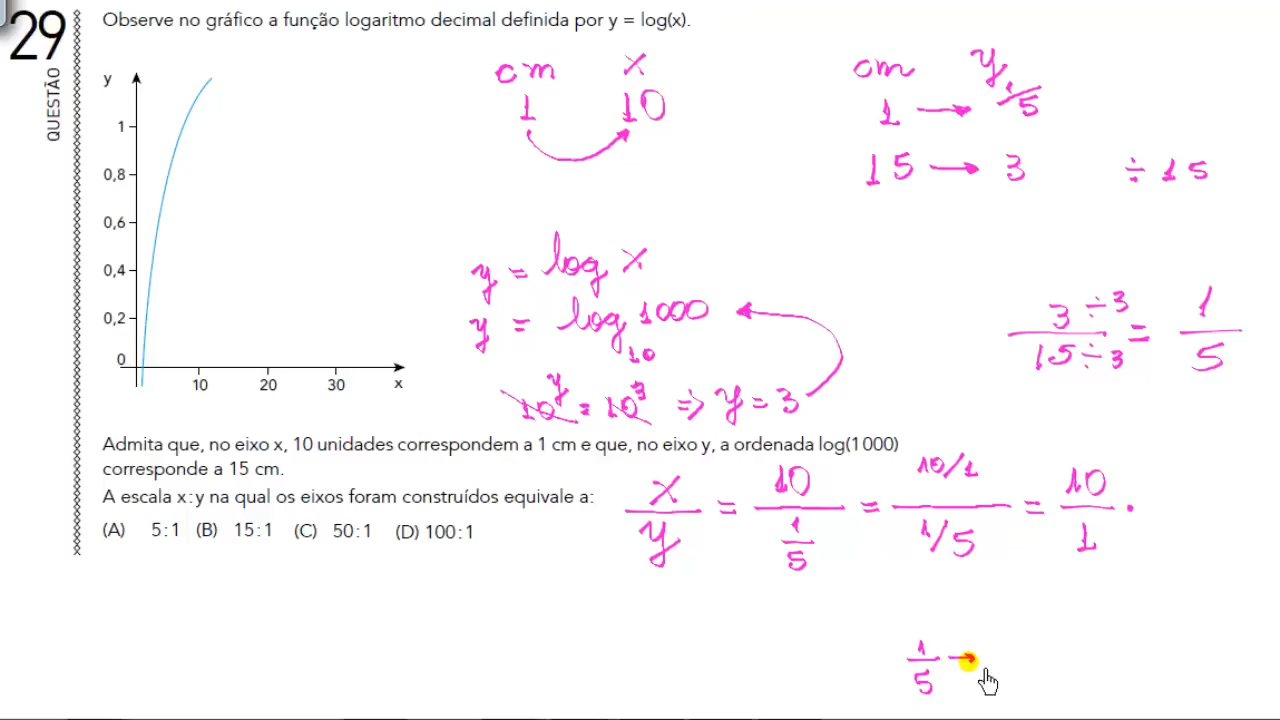 29
QUESTÃO
Observe no gráfico a função logaritmo decimal definida por y = log(x).
y
1
0,8
0,6
0,4
0,2
0
10 20 30 x
cm x
1 10
cm y
1 → 1/5
15 → 3 ÷ 15
y = log x
y = log₁₀ 1000
10^y = 10^3 => y = 3
3 ÷3 / 15 ÷3 = 1/5
Admita que, no eixo x, 10 unidades correspondem a 1 cm e que, no eixo y, a ordenada log(1000)
corresponde a 15 cm.
A escala x:y na qual os eixos foram construídos equivale a:
(A) 5:1 (B) 15:1 (C) 50:1 (D) 100:1
x/y = 10/(1/5) = (10/1)/(1/5) = 10/1 ·
1/5 →